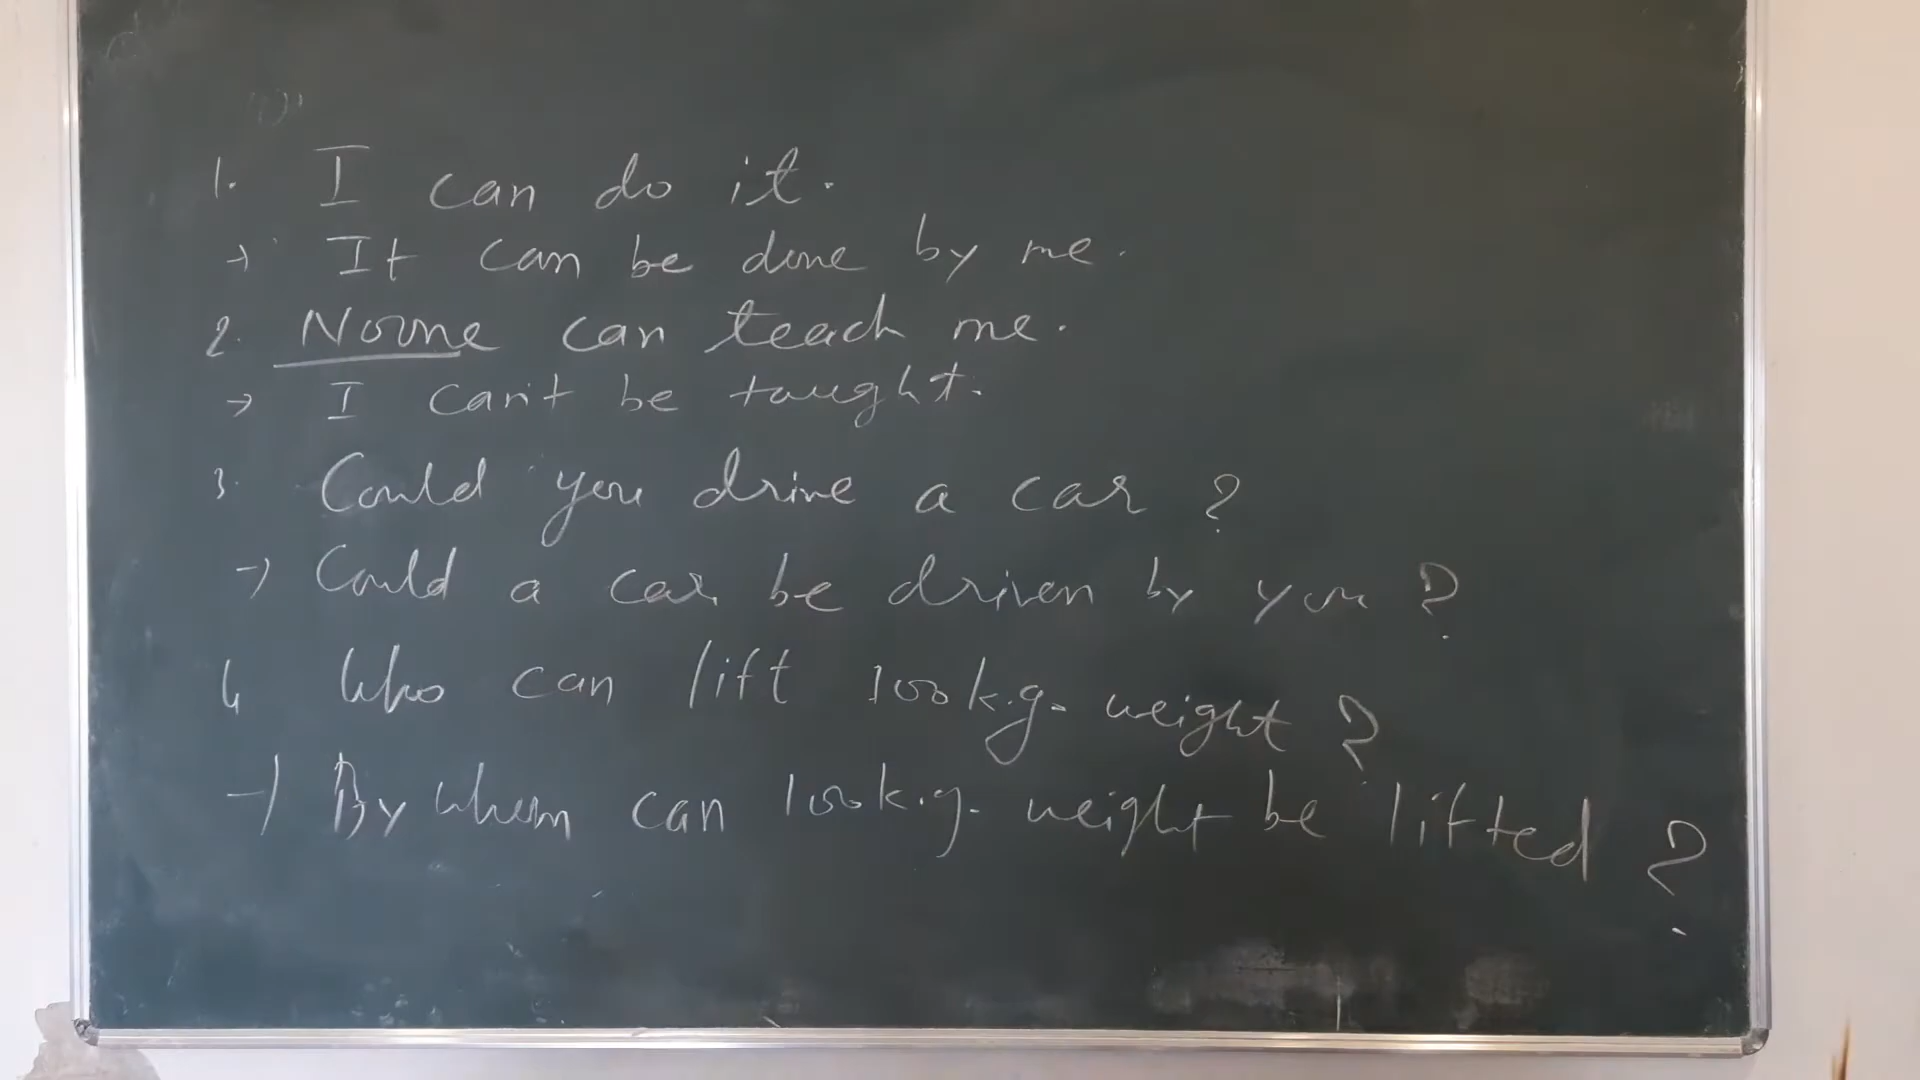 1. I can do it.
→ It can be done by me.
2. Noone can teach me.
→ I can't be taught.
3. Could you drive a car ?
→ Could a car be driven by you ?
4 Who can lift 100 k.g. weight ?
→ By whom can 100 k.g. weight be lifted ?